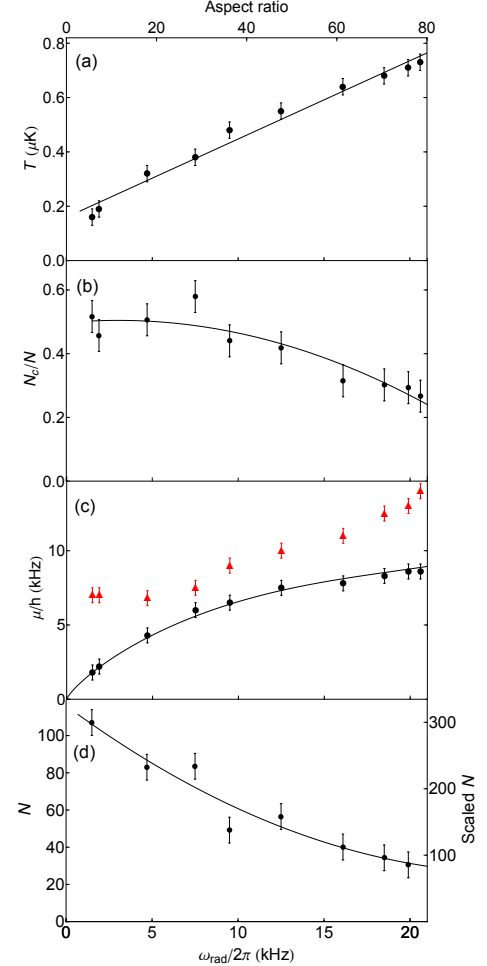 Aspect ratio
0 20 40 60 80
(a)
T (μK)
0.8
0.6
0.4
0.2
0.0
(b)
N_c/N
0.6
0.4
0.2
0.0
(c)
μ/h (kHz)
10
5
0
(d)
N
100
80
60
40
20
0
Scaled N
300
200
100
0 5 10 15 20
ω_rad/2π (kHz)